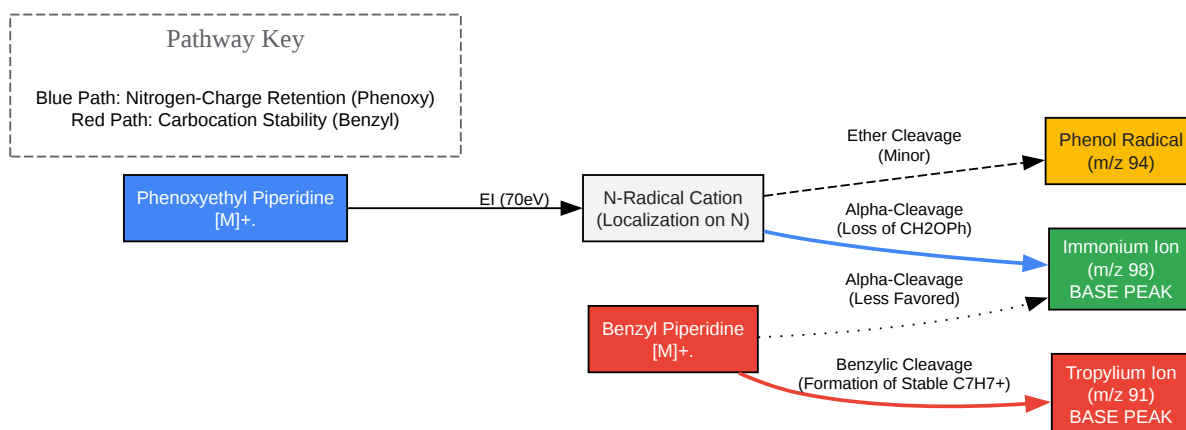 Pathway Key
Blue Path: Nitrogen-Charge Retention (Phenoxy)
Red Path: Carbocation Stability (Benzyl)
Phenoxyethyl Piperidine
[M]+.
EI (70eV)
N-Radical Cation
(Localization on N)
Ether Cleavage
(Minor)
Phenol Radical
(m/z 94)
Alpha-Cleavage
(Loss of CH2OPh)
Immonium Ion
(m/z 98)
BASE PEAK
Alpha-Cleavage
(Less Favored)
Benzyl Piperidine
[M]+.
Benzylic Cleavage
(Formation of Stable C7H7+)
Tropylium Ion
(m/z 91)
BASE PEAK